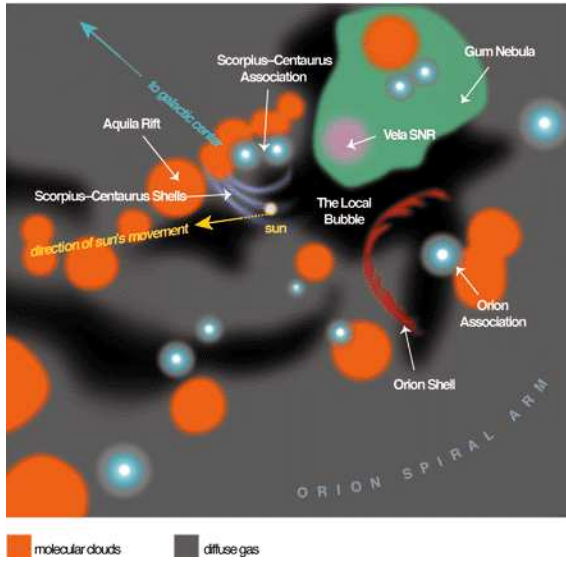 Scorpius–Centaurus
Association
Gum Nebula
to galactic center
Aquila Rift
Vela SNR
Scorpius–Centaurus Shells
The Local
Bubble
direction of sun's movement
sun
Orion
Association
Orion Shell
ORION SPIRAL ARM
molecular clouds
diffuse gas